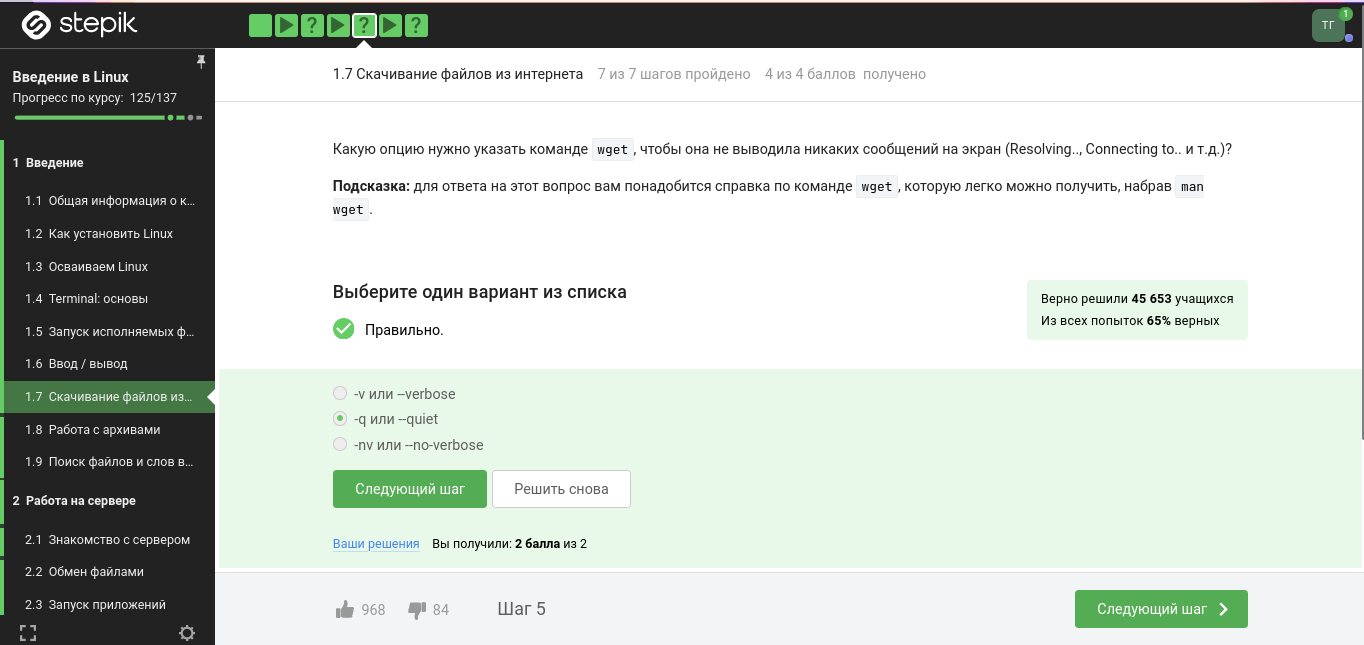 stepik
?
?
?
ТГ
1
Введение в Linux
Прогресс по курсу: 125/137
1 Введение
1.1 Общая информация о к...
1.2 Как установить Linux
1.3 Осваиваем Linux
1.4 Terminal: основы
1.5 Запуск исполняемых ф...
1.6 Ввод / вывод
1.7 Скачивание файлов из...
1.8 Работа с архивами
1.9 Поиск файлов и слов в...
2 Работа на сервере
2.1 Знакомство с сервером
2.2 Обмен файлами
2.3 Запуск приложений
1.7 Скачивание файлов из интернета 7 из 7 шагов пройдено 4 из 4 баллов получено
Какую опцию нужно указать команде wget, чтобы она не выводила никаких сообщений на экран (Resolving.., Connecting to.. и т.д.)?
Подсказка: для ответа на этот вопрос вам понадобится справка по команде wget, которую легко можно получить, набрав man
wget.
Выберите один вариант из списка
Правильно.
Верно решили 45 653 учащихся
Из всех попыток 65% верных
-v или --verbose
-q или --quiet
-nv или --no-verbose
Следующий шаг
Решить снова
Ваши решения Вы получили: 2 балла из 2
968 84 Шаг 5
Следующий шаг